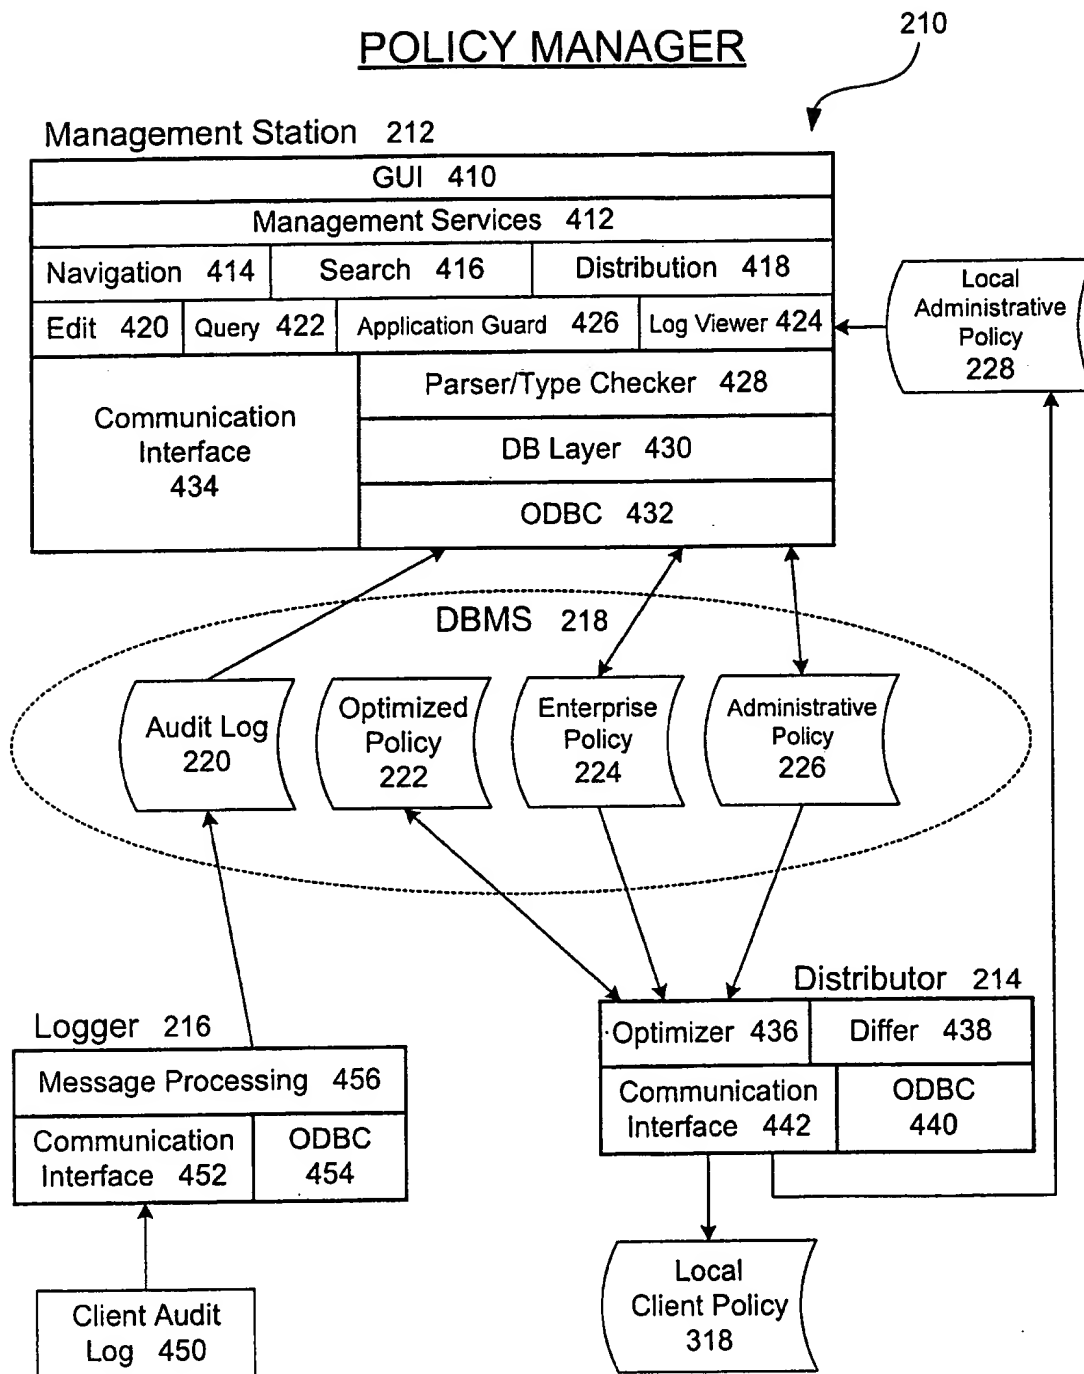 POLICY MANAGER
210
Management Station 212
GUI 410
Management Services 412
Navigation 414
Search 416
Distribution 418
Edit 420
Query 422
Application Guard 426
Log Viewer 424
Local
Administrative
Policy
228
Communication
Interface
434
Parser/Type Checker 428
DB Layer 430
ODBC 432
DBMS 218
Audit Log
220
Optimized
Policy
222
Enterprise
Policy
224
Administrative
Policy
226
Distributor 214
Optimizer 436
Differ 438
Communication
Interface 442
ODBC
440
Logger 216
Message Processing 456
Communication
Interface 452
ODBC
454
Client Audit
Log 450
Local
Client Policy
318